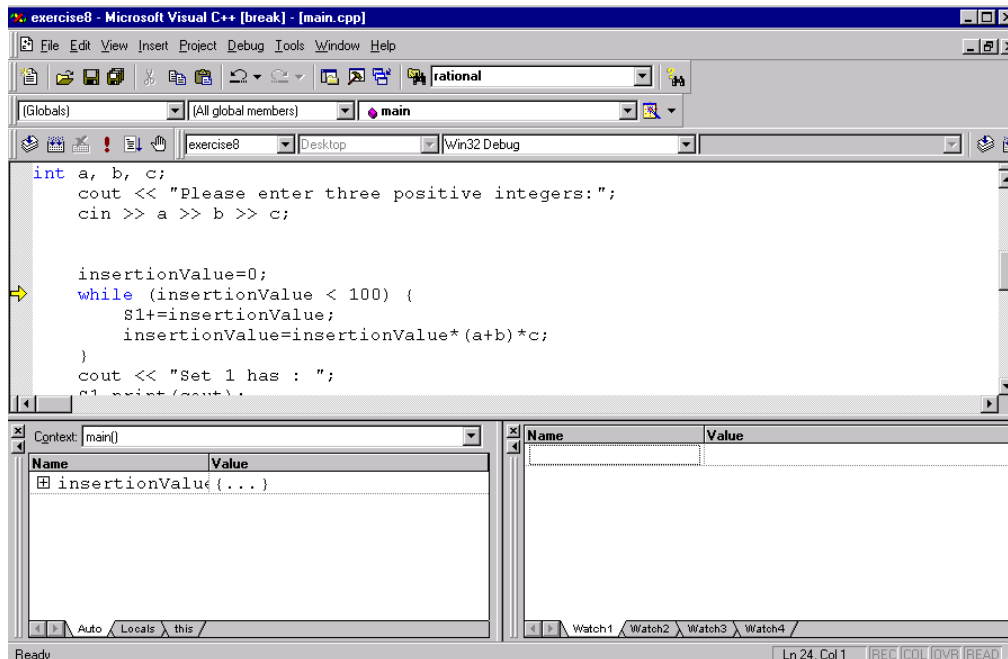 exercise8 - Microsoft Visual C++ [break] - [main.cpp]
File Edit View Insert Project Debug Tools Window Help
rational
(Globals) (All global members) main
exercise8 Desktop Win32 Debug
int a, b, c;
cout << "Please enter three positive integers:";
cin >> a >> b >> c;
insertionValue=0;
while (insertionValue < 100) {
S1+=insertionValue;
insertionValue=insertionValue*(a+b)*c;
}
cout << "Set 1 has : ";
S1.print(cout);
Context: main()
Name Value
insertionValue {...}
Auto Locals this
Name Value
Watch1 Watch2 Watch3 Watch4
Ready Ln 24, Col 1 REC COL OVR READ